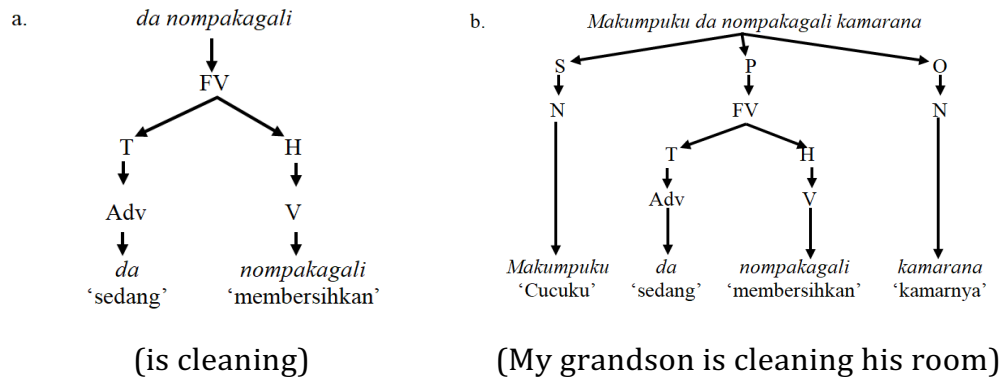 a.
da nompakagali
FV
T H
Adv V
da nompakagali
‘sedang’ ‘membersihkan’
(is cleaning)
b.
Makumpuku da nompakagali kamarana
S P O
N FV N
T H
Adv V
Makumpuku da nompakagali kamarana
‘Cucuku’ ‘sedang’ ‘membersihkan’ ‘kamarnya’
(My grandson is cleaning his room)